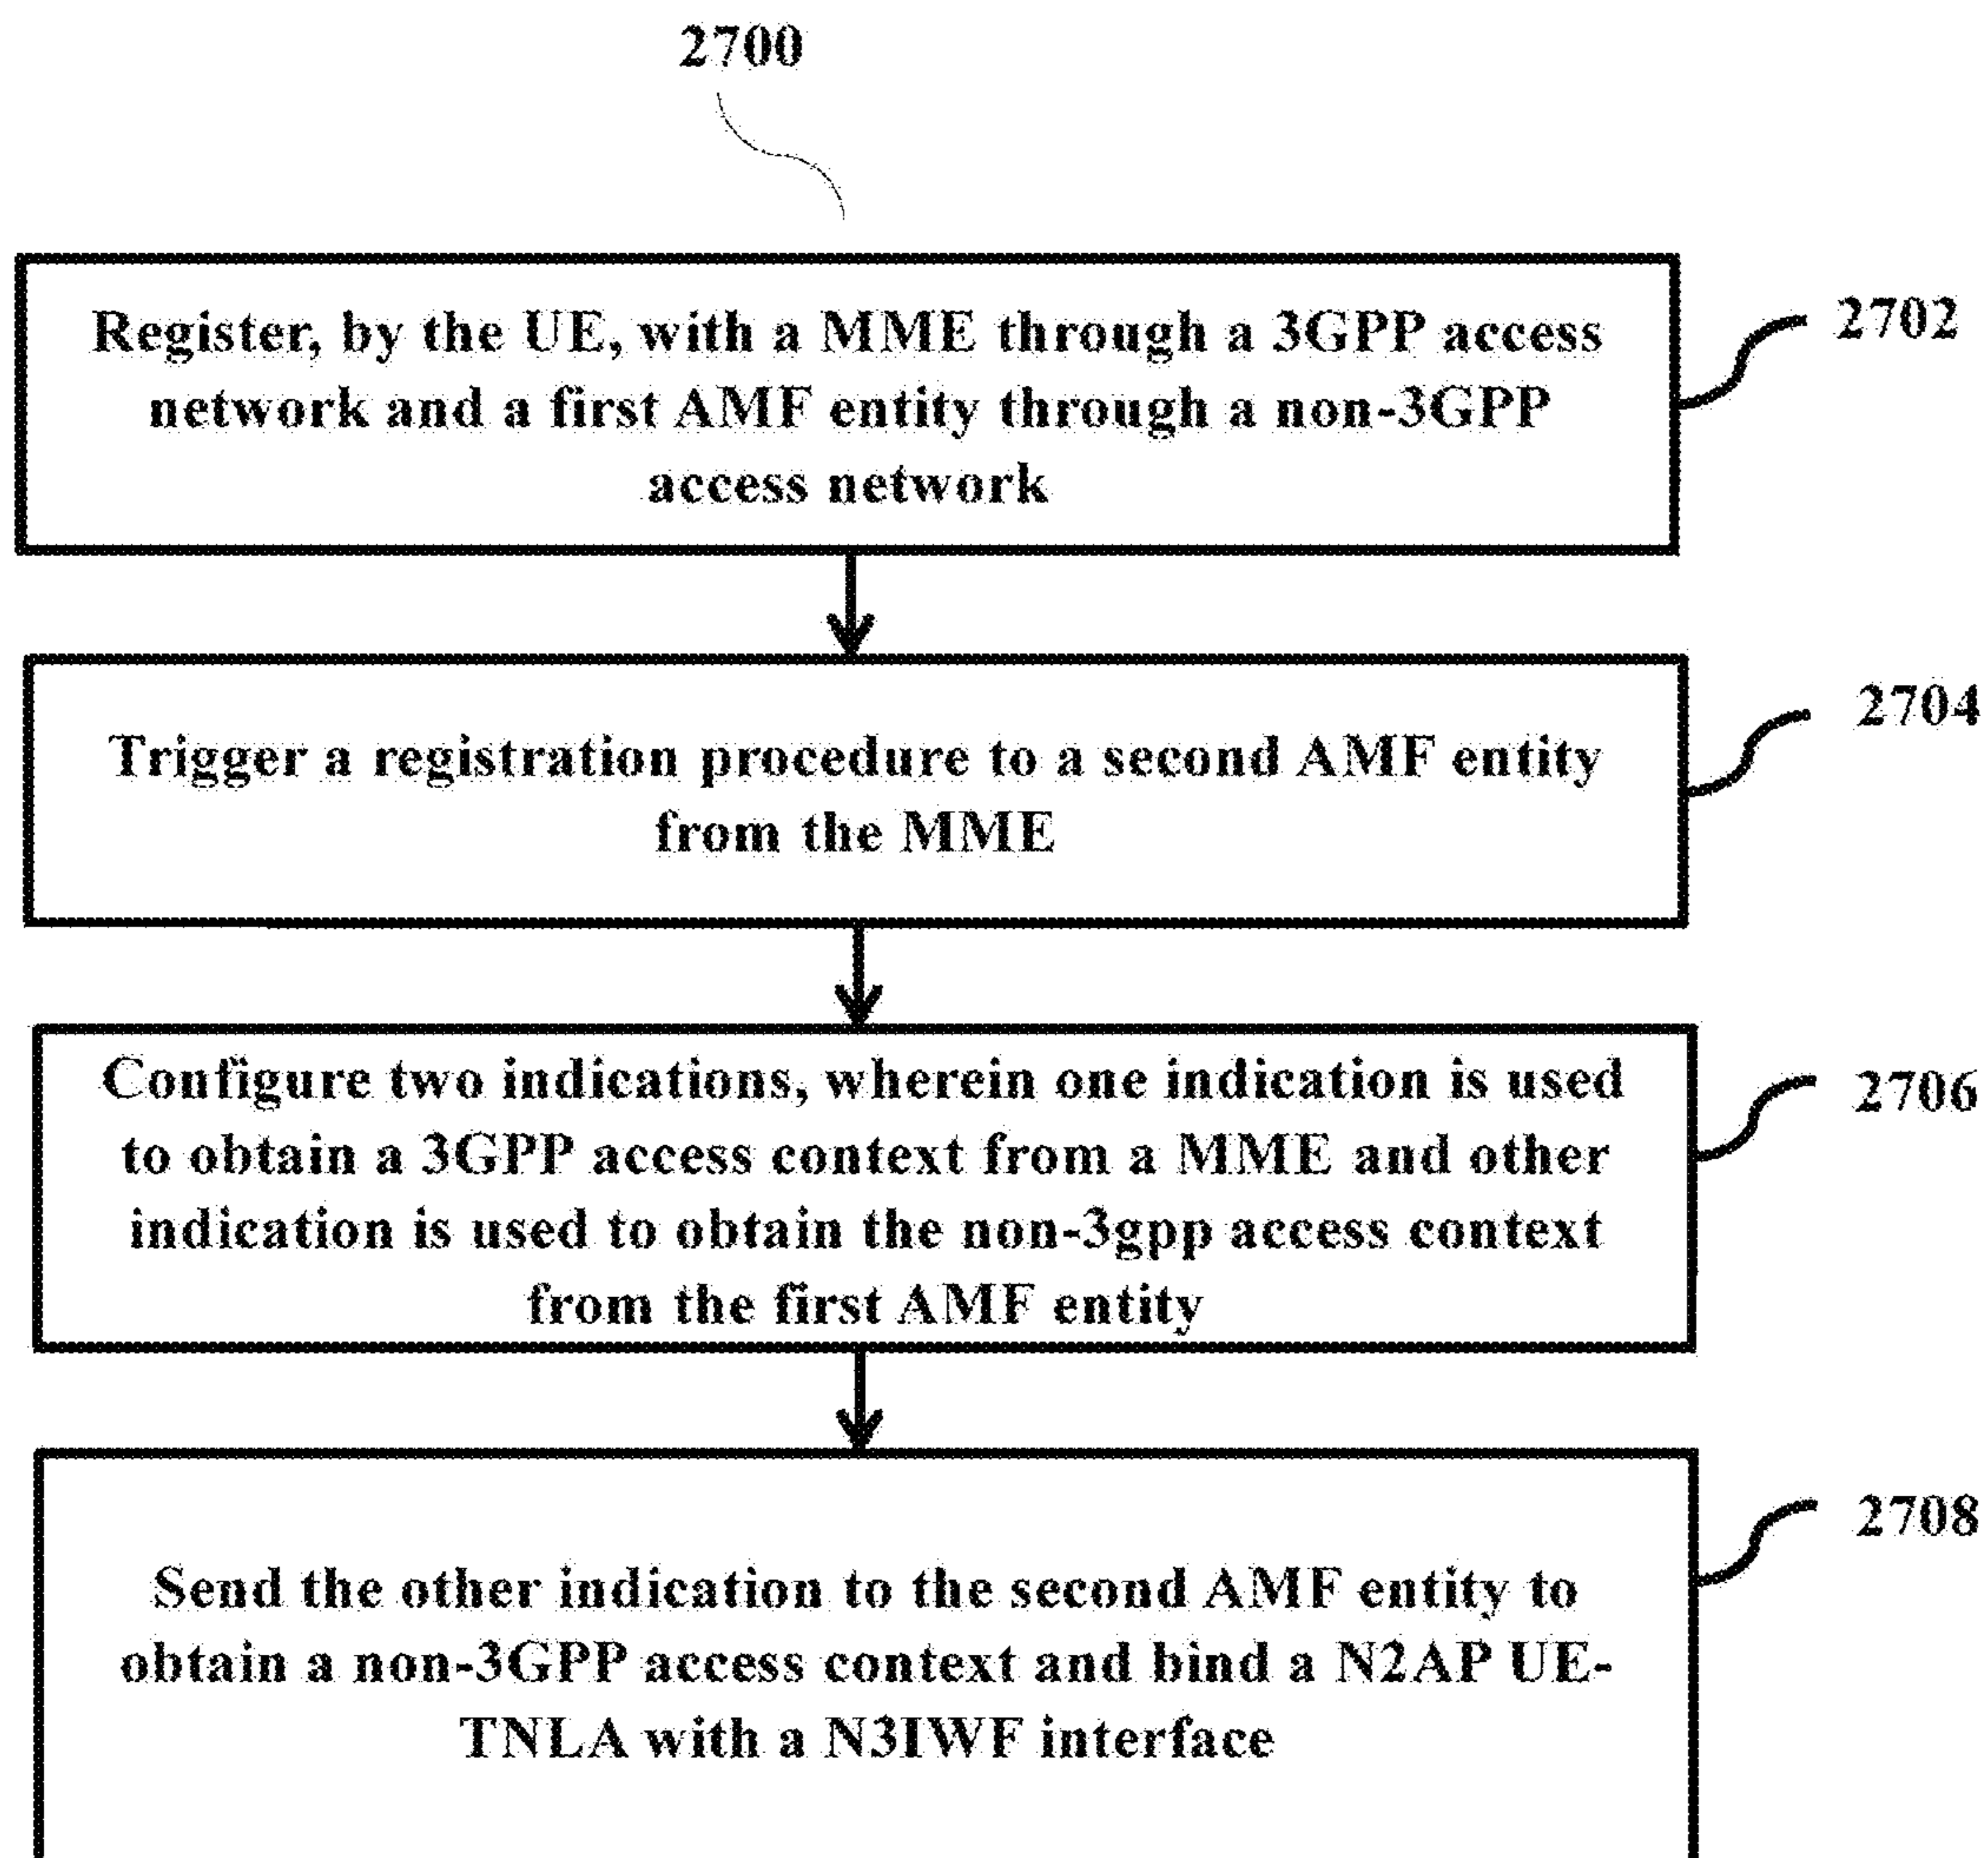 2700
Register, by the UE, with a MME through a 3GPP access
network and a first AMF entity through a non-3GPP
access network
2702
Trigger a registration procedure to a second AMF entity
from the MME
2704
Configure two indications, wherein one indication is used
to obtain a 3GPP access context from a MME and other
indication is used to obtain the non-3gpp access context
from the first AMF entity
2706
Send the other indication to the second AMF entity to
obtain a non-3GPP access context and bind a N2AP UE-
TNLA with a N3IWF interface
2708